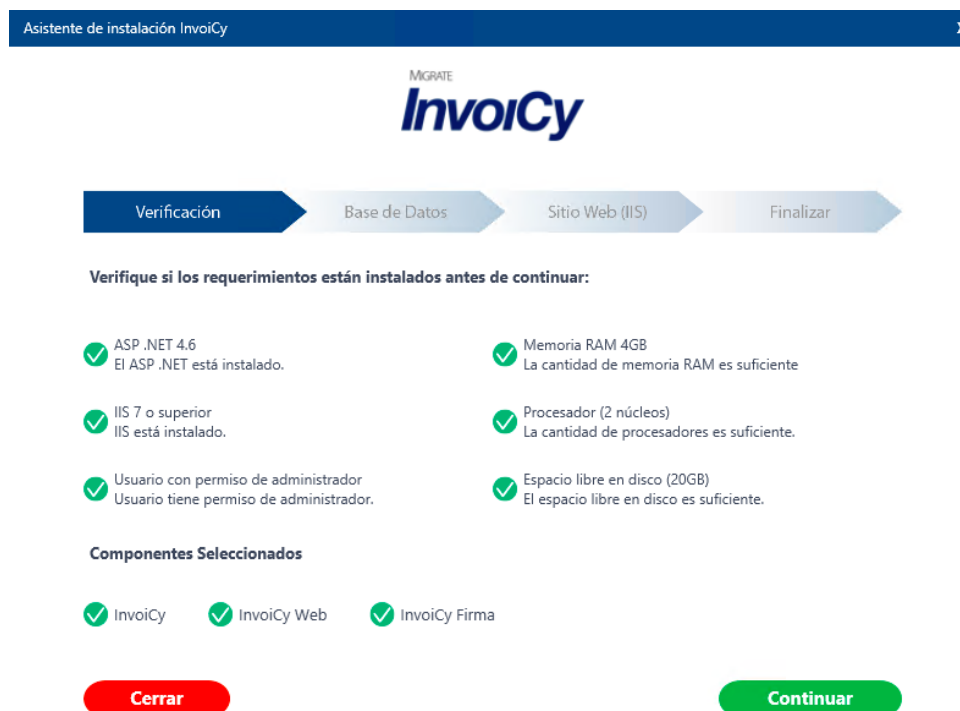 Asistente de instalación InvoiCy
MIGRATE
InvoiCy
Verificación
Base de Datos
Sitio Web (IIS)
Finalizar
Verifique si los requerimientos están instalados antes de continuar:
ASP .NET 4.6
El ASP .NET está instalado.
Memoria RAM 4GB
La cantidad de memoria RAM es suficiente
IIS 7 o superior
IIS está instalado.
Procesador (2 núcleos)
La cantidad de procesadores es suficiente.
Usuario con permiso de administrador
Usuario tiene permiso de administrador.
Espacio libre en disco (20GB)
El espacio libre en disco es suficiente.
Componentes Seleccionados
InvoiCy
InvoiCy Web
InvoiCy Firma
Cerrar
Continuar